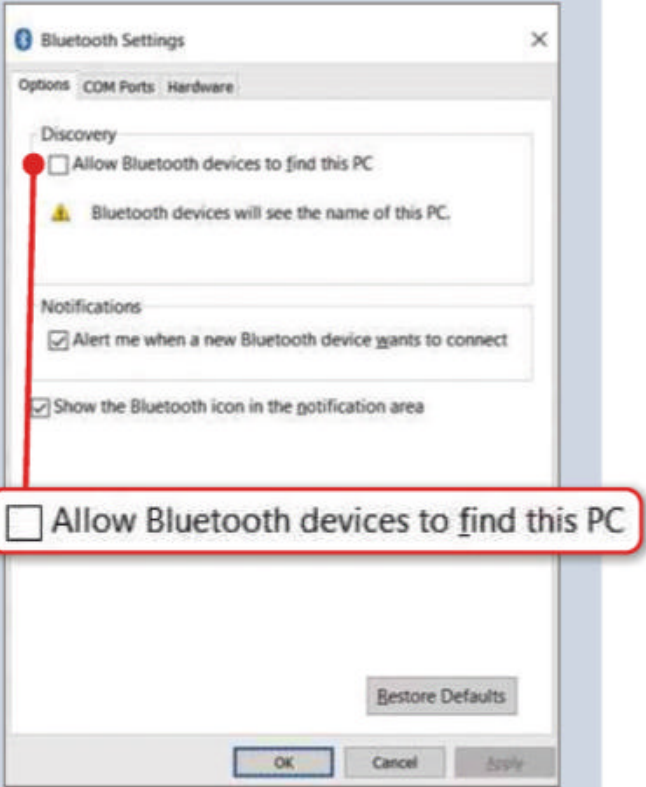 Bluetooth Settings
Options COM Ports Hardware
Discovery
Allow Bluetooth devices to find this PC
Bluetooth devices will see the name of this PC.
Notifications
Alert me when a new Bluetooth device wants to connect
Show the Bluetooth icon in the notification area
Allow Bluetooth devices to find this PC
Restore Defaults
OK Cancel Apply